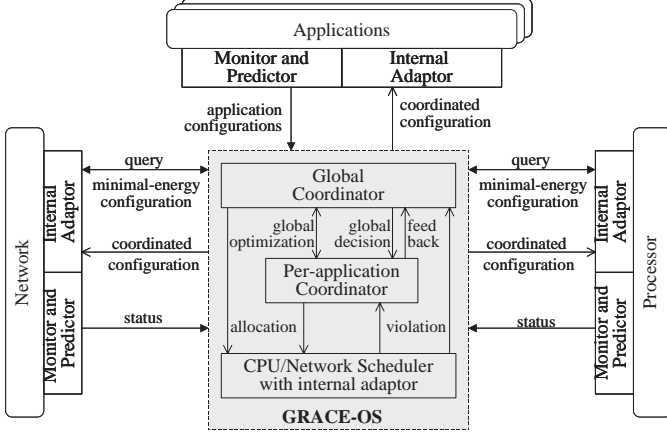 Applications
Monitor and
Predictor
Internal
Adaptor
application
configurations
coordinated
configuration
Network
Internal
Adaptor
Monitor and
Predictor
query
minimal-energy
configuration
coordinated
configuration
status
Global
Coordinator
global
optimization
global
decision
feed
back
Per-application
Coordinator
allocation
violation
CPU/Network Scheduler
with internal adaptor
GRACE-OS
query
minimal-energy
configuration
coordinated
configuration
status
Internal
Adaptor
Monitor and
Predictor
Processor